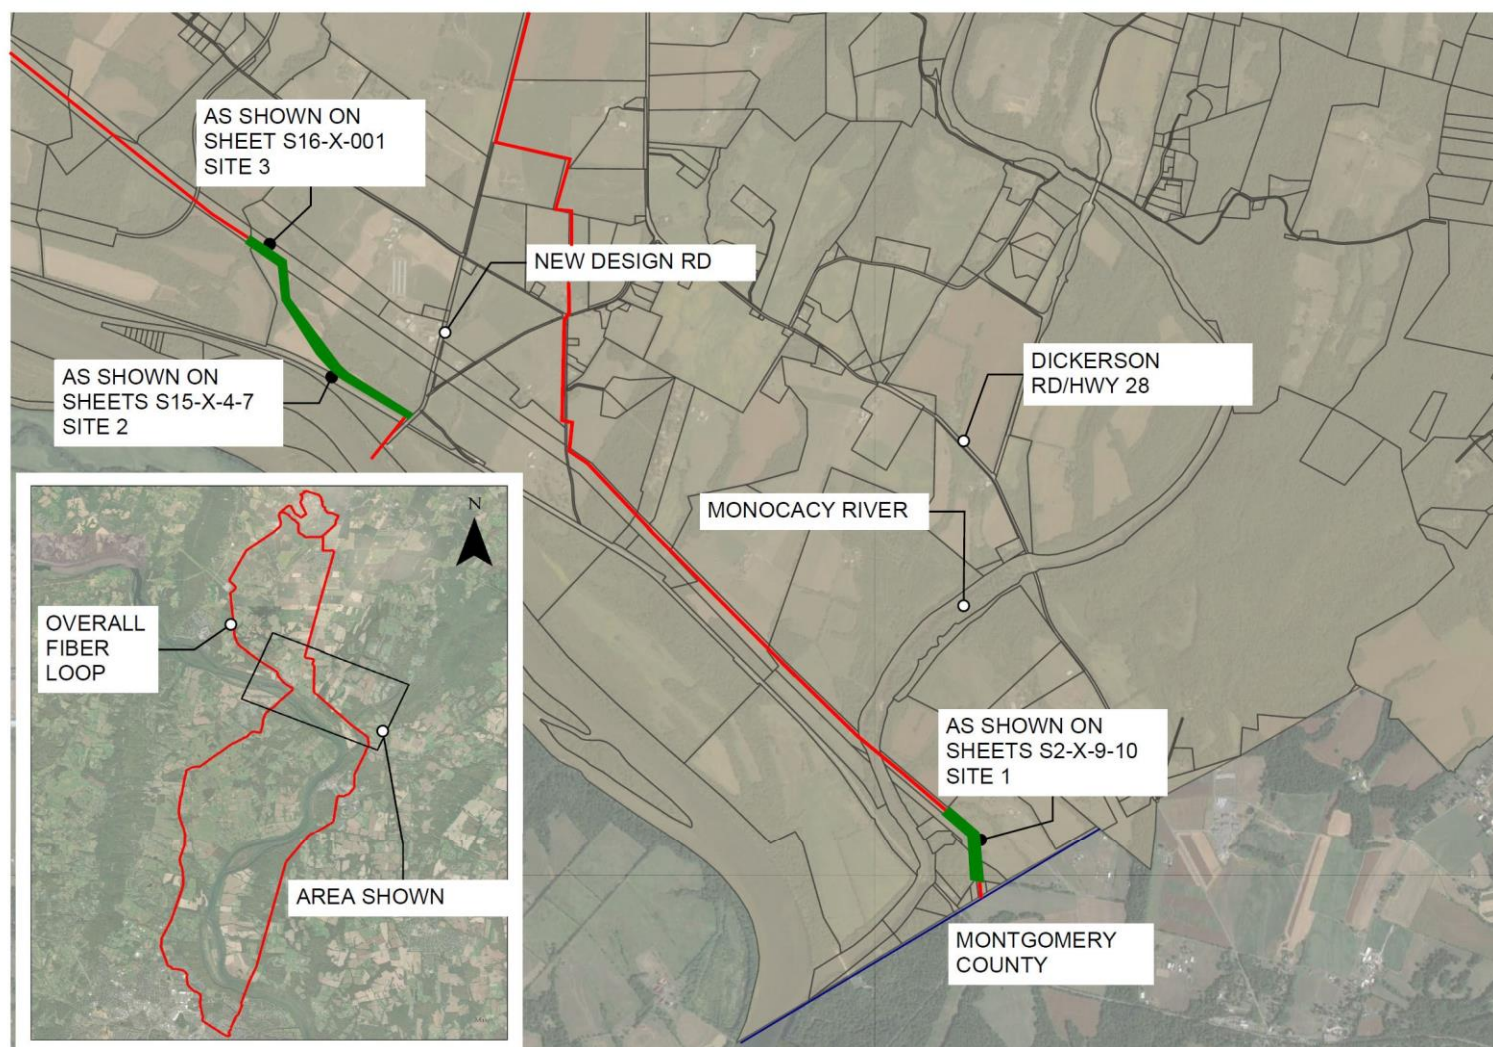 AS SHOWN ON
SHEET S16-X-001
SITE 3
NEW DESIGN RD
AS SHOWN ON
SHEETS S15-X-4-7
SITE 2
DICKERSON
RD/HWY 28
MONOCACY RIVER
N
OVERALL
FIBER
LOOP
AREA SHOWN
AS SHOWN ON
SHEETS S2-X-9-10
SITE 1
MONTGOMERY
COUNTY